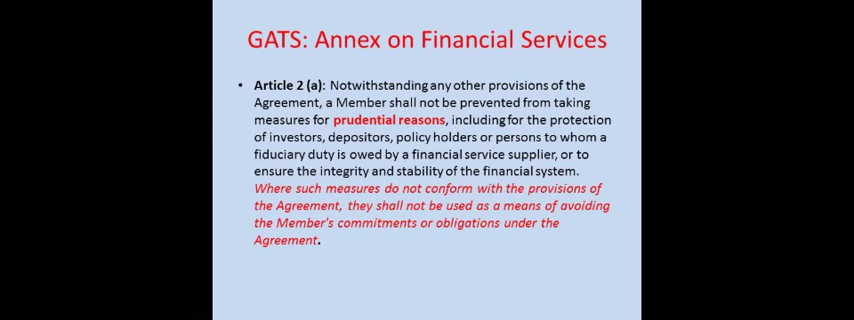 GATS: Annex on Financial Services
• Article 2 (a): Notwithstanding any other provisions of the
Agreement, a Member shall not be prevented from taking
measures for prudential reasons, including for the protection
of investors, depositors, policy holders or persons to whom a
fiduciary duty is owed by a financial service supplier, or to
ensure the integrity and stability of the financial system.
Where such measures do not conform with the provisions of
the Agreement, they shall not be used as a means of avoiding
the Member's commitments or obligations under the
Agreement.